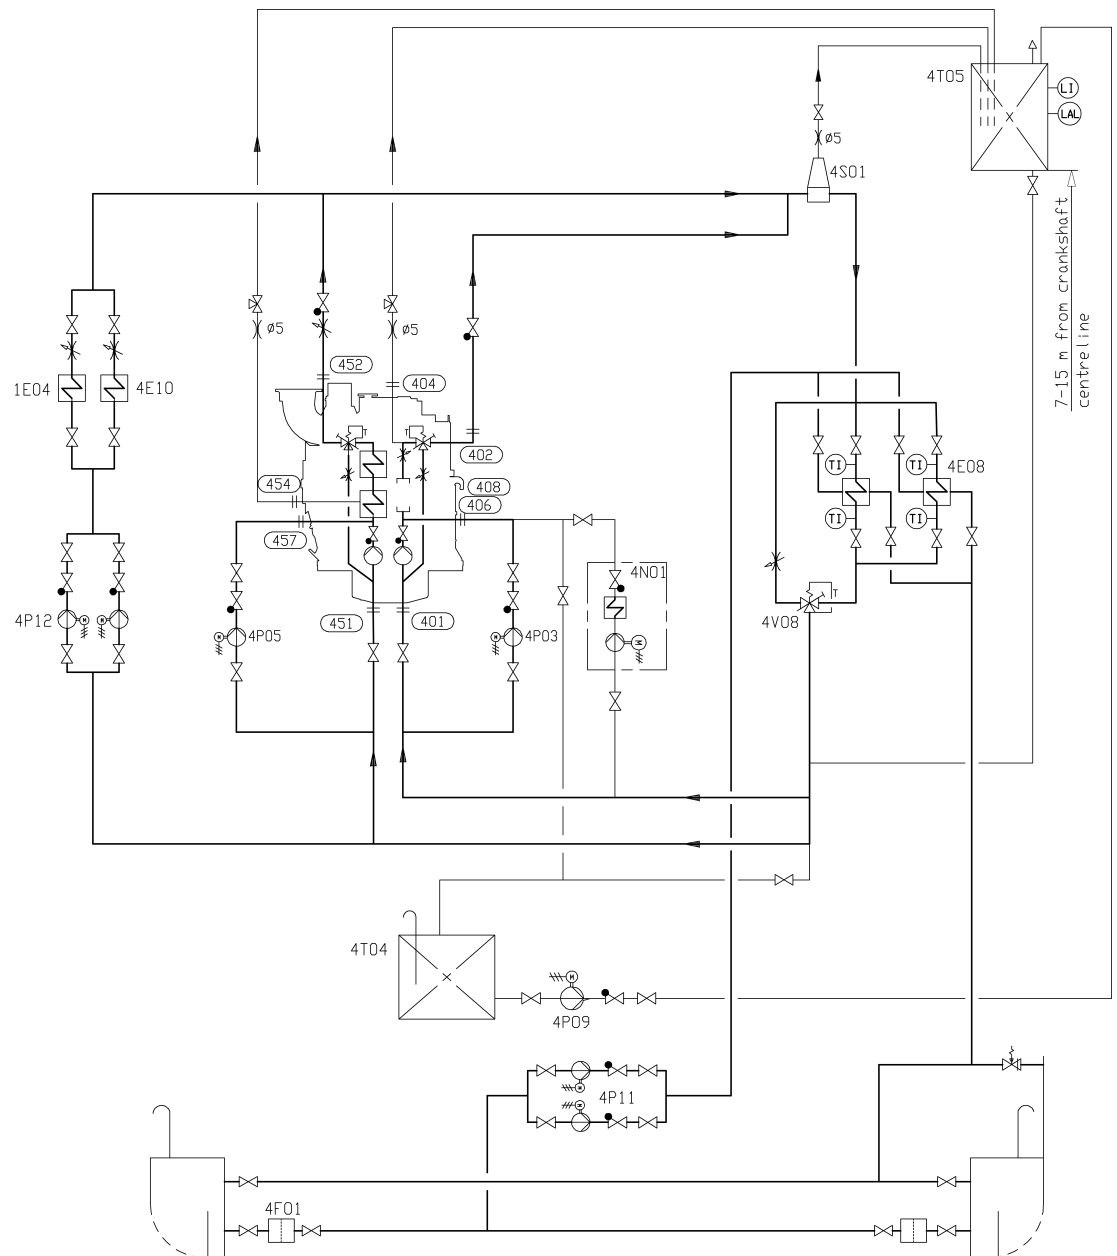 4T05
LI
LAL
ø5
4S01
7-15 m from crankshaft
centreline
ø5
ø5
452
404
1E04
4E10
T
T
402
TI
TI
4E08
454
408
406
457
TI
TI
4N01
4P12
M
M
451
401
M
4P05
M
4P03
M
T
4V08
4T04
M
4P09
M
4P11
M
4F01